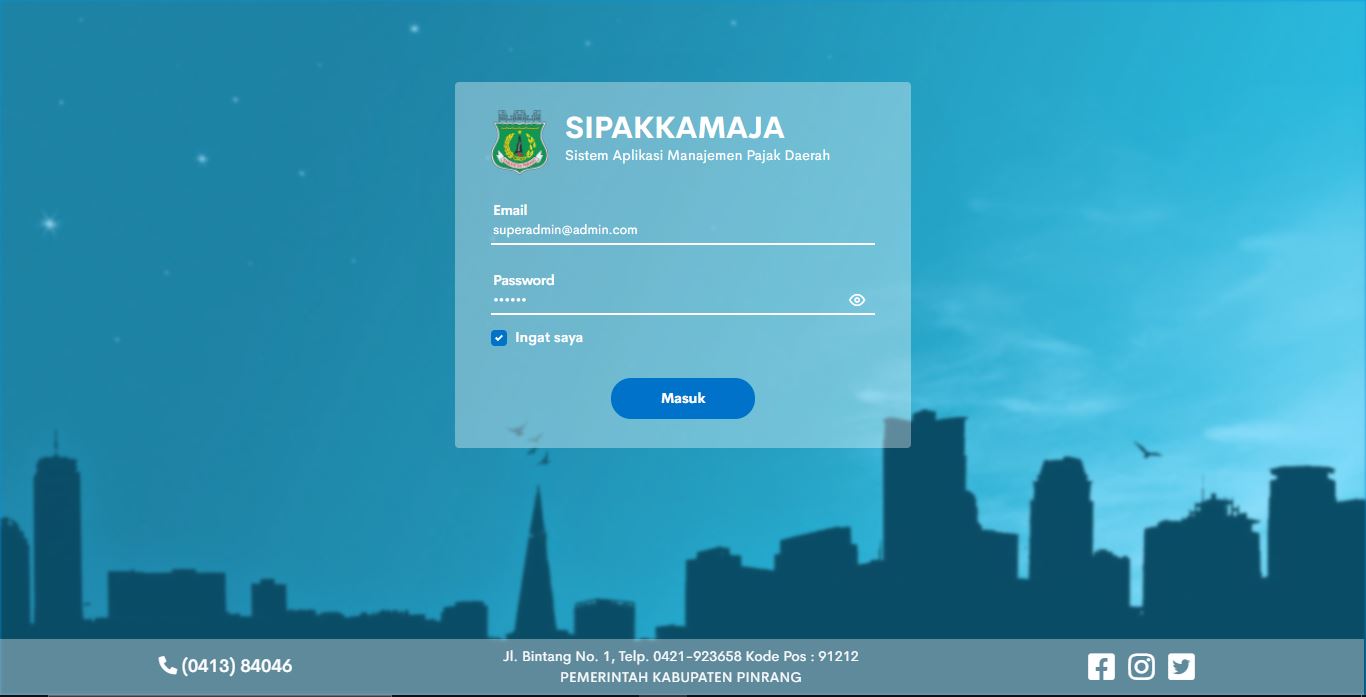 SIPAKKAMAJA
Sistem Aplikasi Manajemen Pajak Daerah
Email
superadmin@admin.com
Password
••••••
Ingat saya
Masuk
(0413) 84046
Jl. Bintang No. 1, Telp. 0421-923658 Kode Pos : 91212
PEMERINTAH KABUPATEN PINRANG